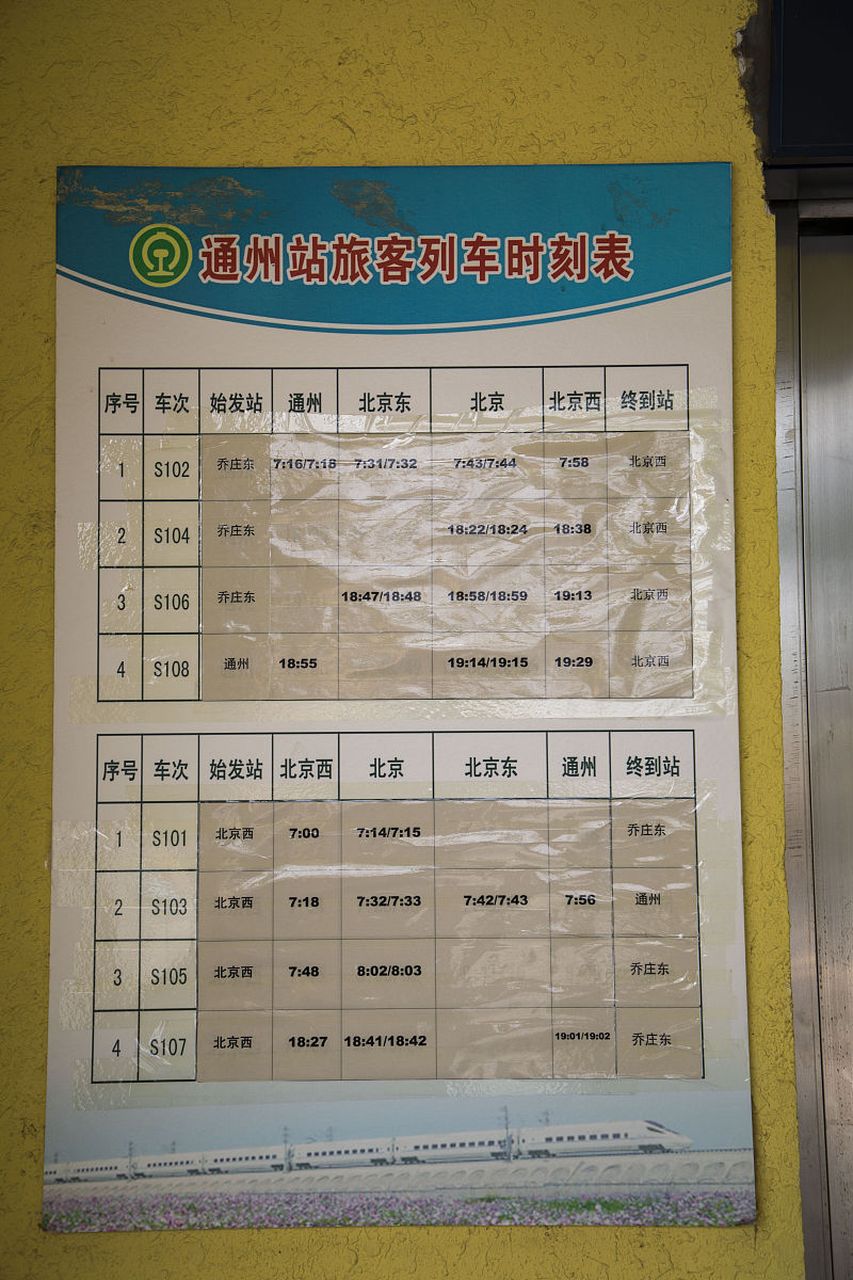 通州站旅客列车时刻表
序号 车次 始发站 通州 北京东 北京 北京西 终到站
1 S102 乔庄东 7:16/7:18 7:31/7:32 7:43/7:44 7:58 北京西
2 S104 乔庄东 18:22/18:24 18:38 北京西
3 S106 乔庄东 18:47/18:48 18:58/18:59 19:13 北京西
4 S108 通州 18:55 19:14/19:15 19:29 北京西
序号 车次 始发站 北京西 北京 北京东 通州 终到站
1 S101 北京西 7:00 7:14/7:15 乔庄东
2 S103 北京西 7:18 7:32/7:33 7:42/7:43 7:56 通州
3 S105 北京西 7:48 8:02/8:03 乔庄东
4 S107 北京西 18:27 18:41/18:42 19:01/19:02 乔庄东